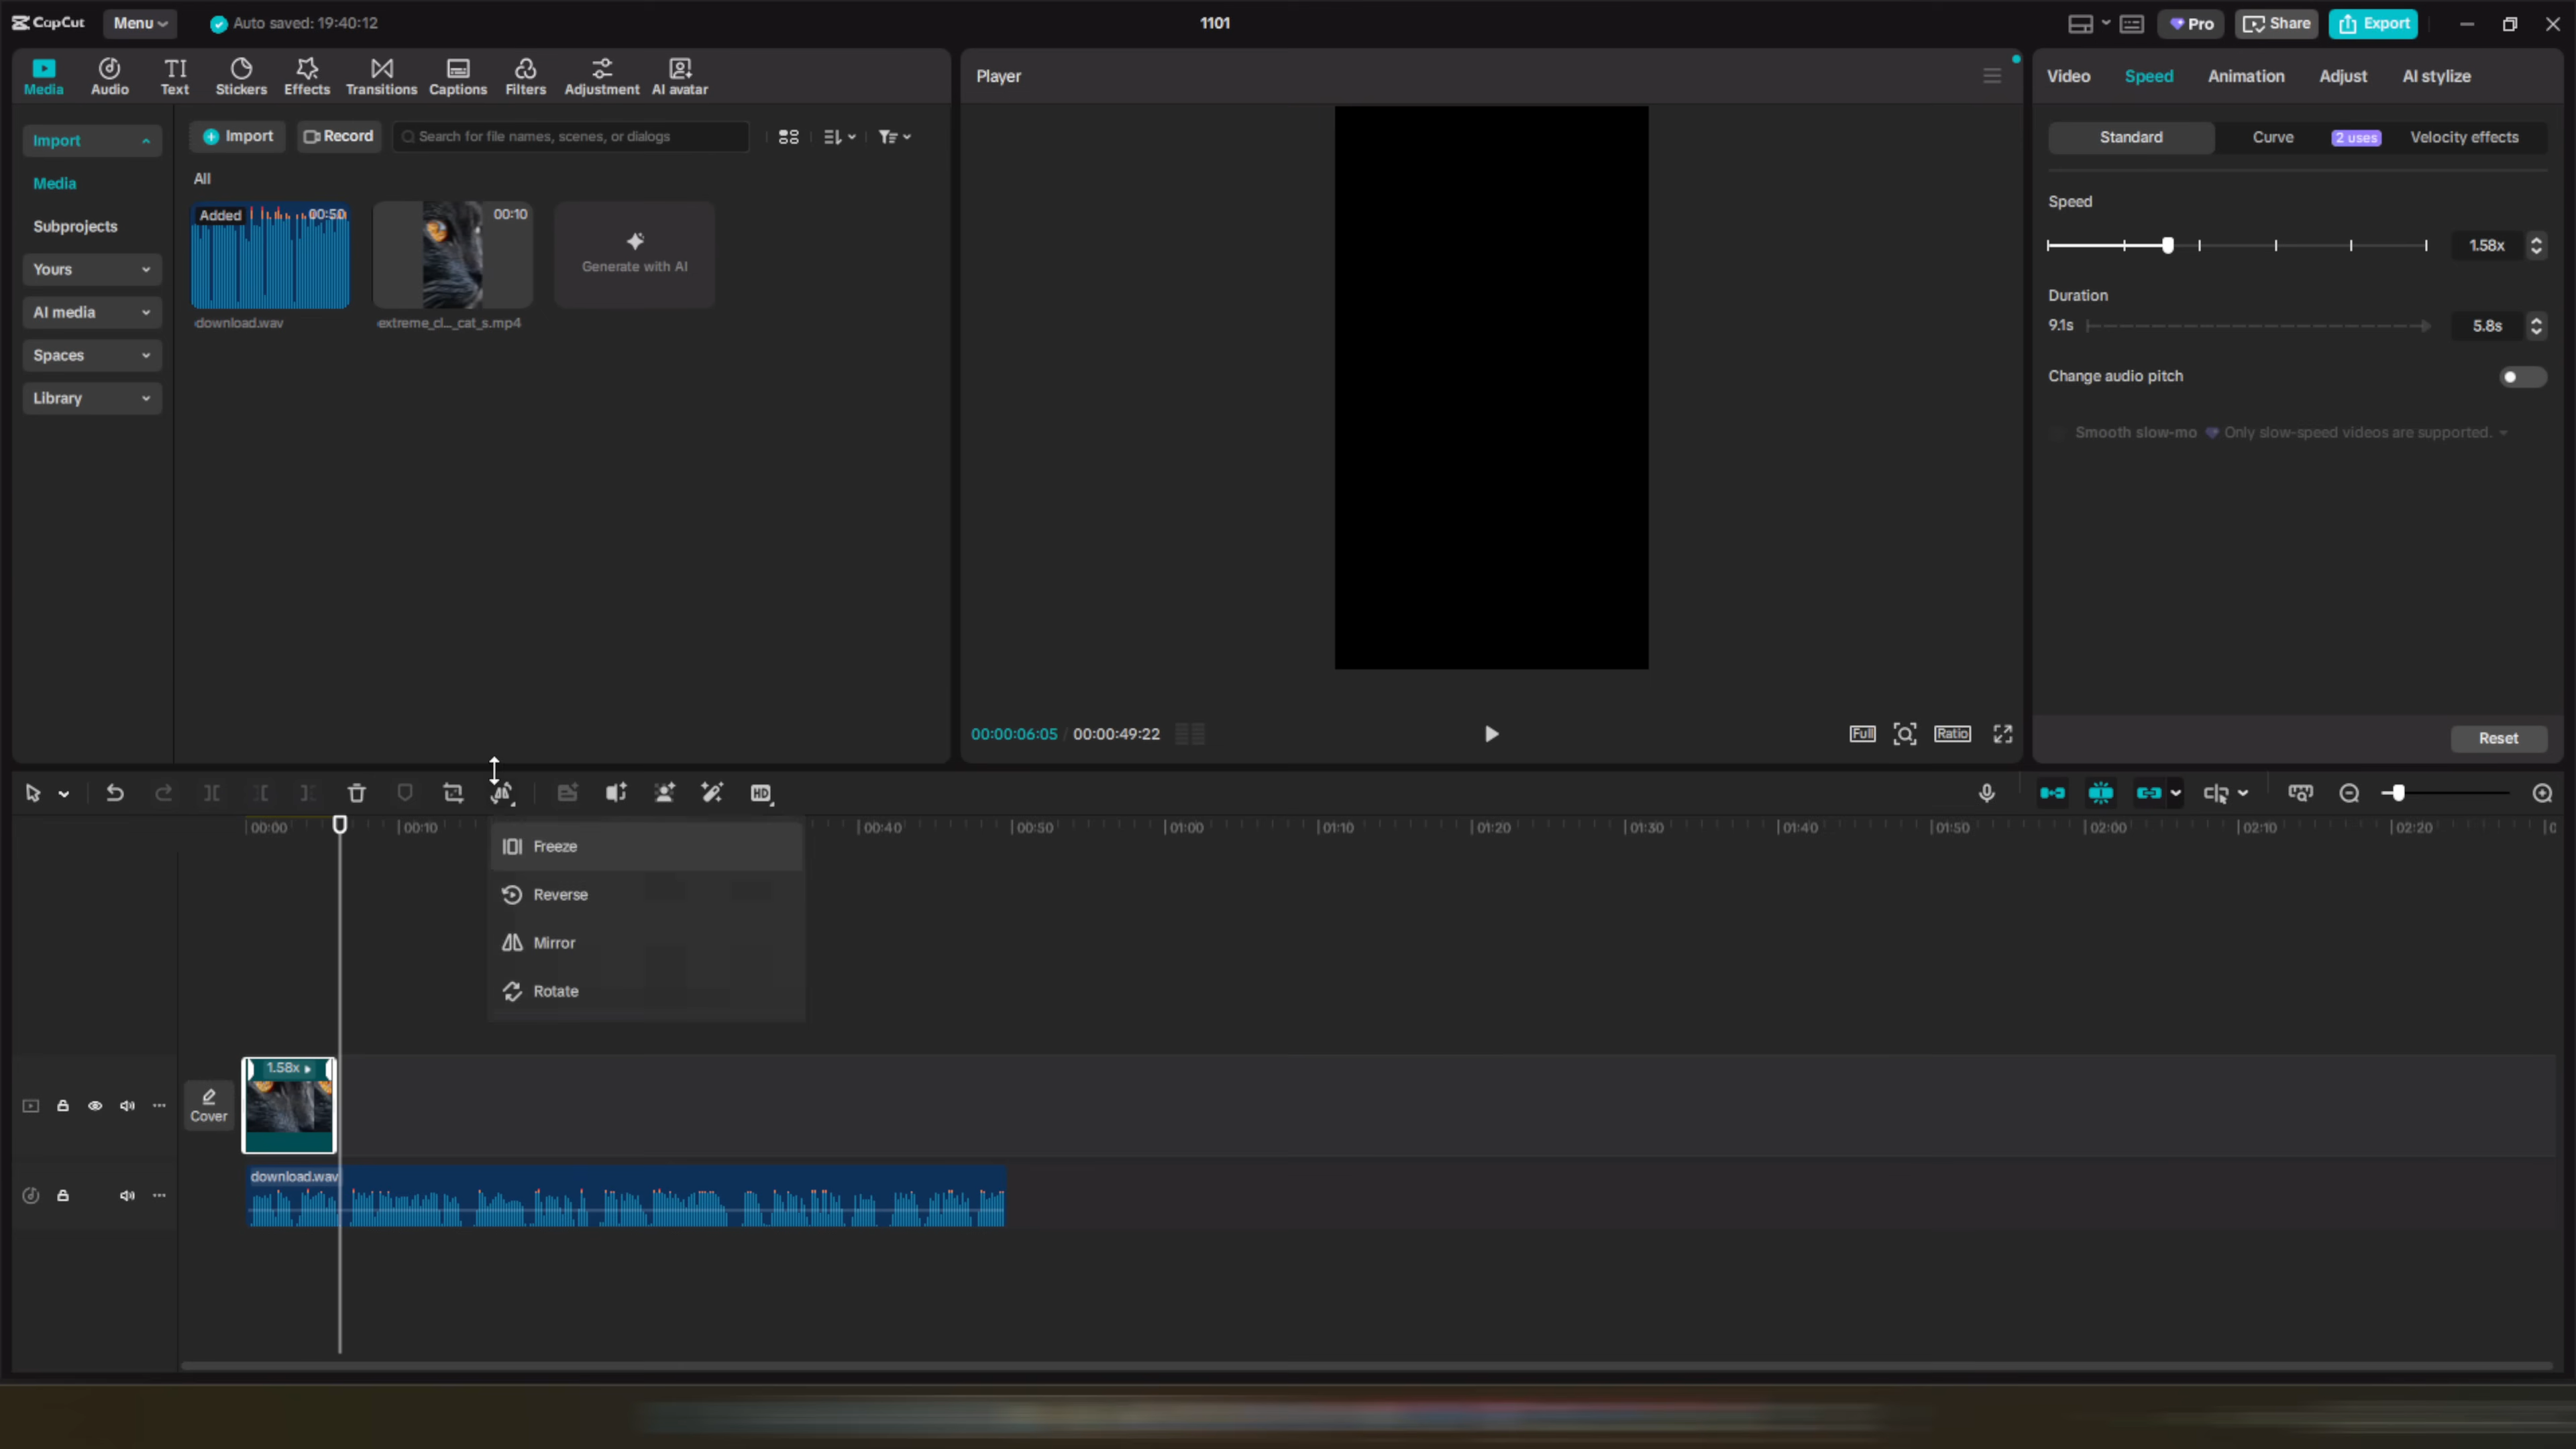 CapCut Menu Auto saved: 19:40:12 1101 Pro Share Export
Media Audio Text Stickers Effects Transitions Captions Filters Adjustment AI avatar
Import
Media
Subprojects
Yours
AI media
Spaces
Library
Import Record Search for file names, scenes, or dialogs
All
Added 00:50
download.wav
00:10
extreme_cl..._cat_s.mp4
Generate with AI
Player
00:00:06:05 / 00:00:49:22
Full Ratio
Video Speed Animation Adjust AI stylize
Standard Curve 2 uses Velocity effects
Speed
1.58x
Duration
9.1s 5.8s
Change audio pitch
Smooth slow-mo Only slow-speed videos are supported.
Reset
HD
00:00 00:10 00:40 00:50 01:00 01:10 01:20 01:30 01:40 01:50 02:00 02:10 02:20
Freeze
Reverse
Mirror
Rotate
1.58x
Cover
download.wav